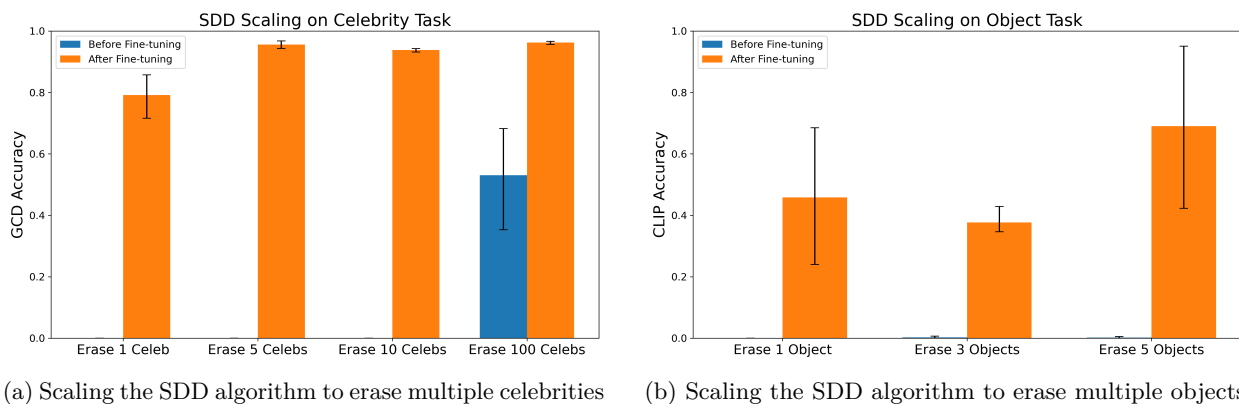 SDD Scaling on Celebrity Task
1.0
0.8
0.6
0.4
0.2
0.0
GCD Accuracy
Before Fine-tuning
After Fine-tuning
Erase 1 Celeb
Erase 5 Celebs
Erase 10 Celebs
Erase 100 Celebs
(a) Scaling the SDD algorithm to erase multiple celebrities
SDD Scaling on Object Task
1.0
0.8
0.6
0.4
0.2
0.0
CLIP Accuracy
Before Fine-tuning
After Fine-tuning
Erase 1 Object
Erase 3 Objects
Erase 5 Objects
(b) Scaling the SDD algorithm to erase multiple objects